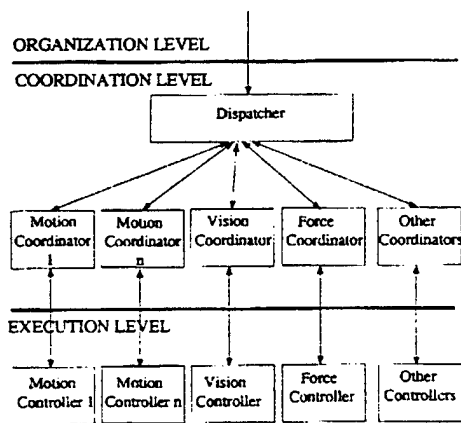 ORGANIZATION LEVEL
COORDINATION LEVEL
Dispatcher
Motion
Coordinator
1
Motion
Coordinator
n
Vision
Coordinator
Force
Coordinator
Other
Coordinators
EXECUTION LEVEL
Motion
Controller 1
Motion
Controller n
Vision
Controller
Force
Controller
Other
Controllers